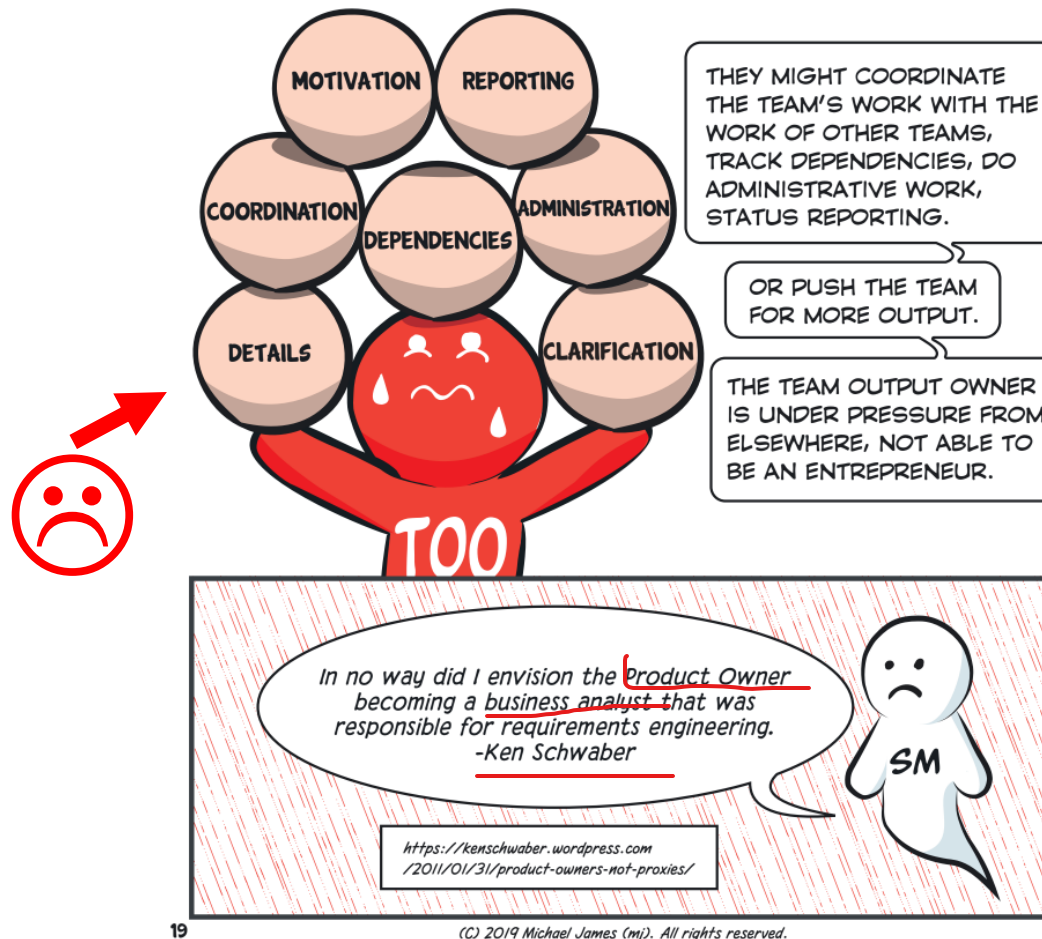 MOTIVATION
REPORTING
COORDINATION
DEPENDENCIES
ADMINISTRATION
DETAILS
CLARIFICATION
TOO
THEY MIGHT COORDINATE
THE TEAM'S WORK WITH THE
WORK OF OTHER TEAMS,
TRACK DEPENDENCIES, DO
ADMINISTRATIVE WORK,
STATUS REPORTING.
OR PUSH THE TEAM
FOR MORE OUTPUT.
THE TEAM OUTPUT OWNER
IS UNDER PRESSURE FROM
ELSEWHERE, NOT ABLE TO
BE AN ENTREPRENEUR.
In no way did I envision the Product Owner
becoming a business analyst that was
responsible for requirements engineering.
-Ken Schwaber
SM
https://kenschwaber.wordpress.com
/2011/01/31/product-owners-not-proxies/
19
(C) 2019 Michael James (mj). All rights reserved.